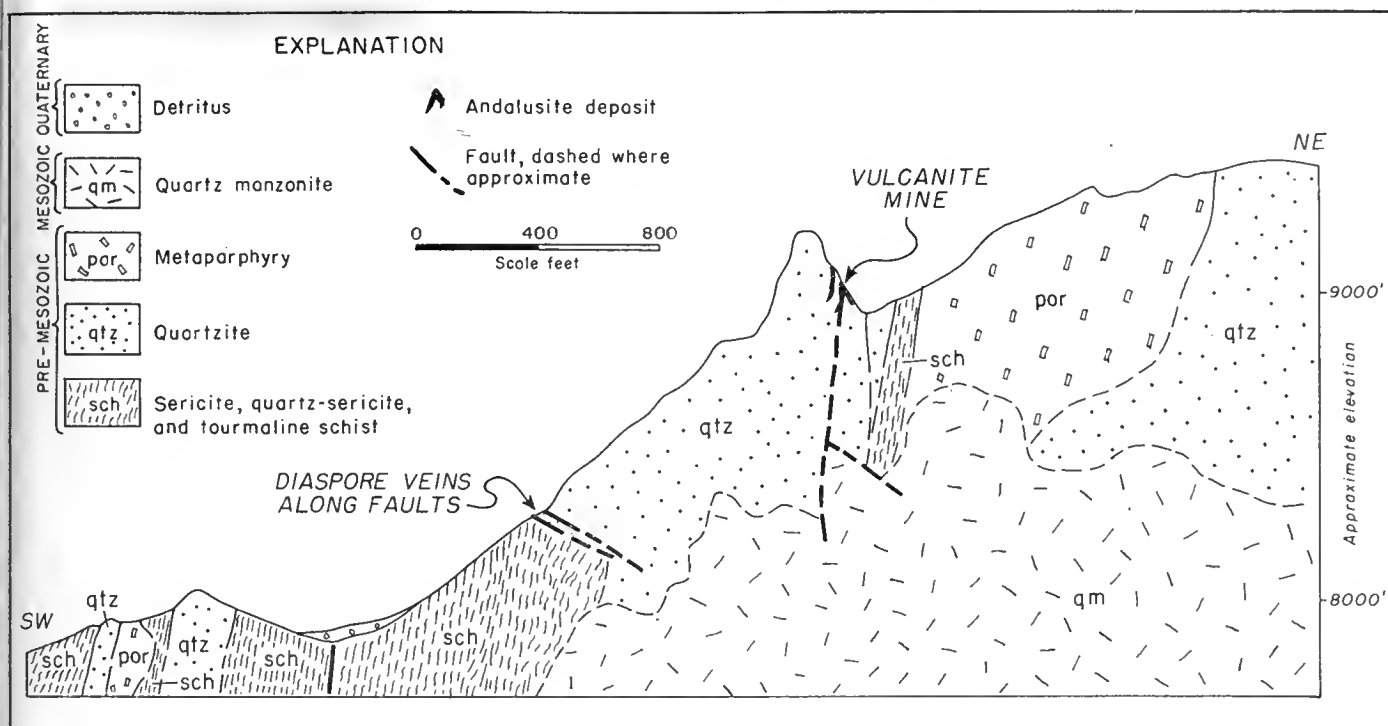 EXPLANATION
QUATERNARY
Detritus
MESOZOIC
qm
Quartz manzonite
PRE-MESOZOIC
por
Metaparphyry
qtz
Quartzite
sch
Sericite, quartz-sericite,
and tourmaline schist
Andalusite deposit
Fault, dashed where
approximate
0 400 800
Scole feet
VULCANITE
MINE
NE
DIASPORE VEINS
ALONG FAULTS
SW
sch
qtz
por
sch
qtz
sch
sch
qtz
sch
por
qtz
qm
9000'
8000'
Approximate elevation